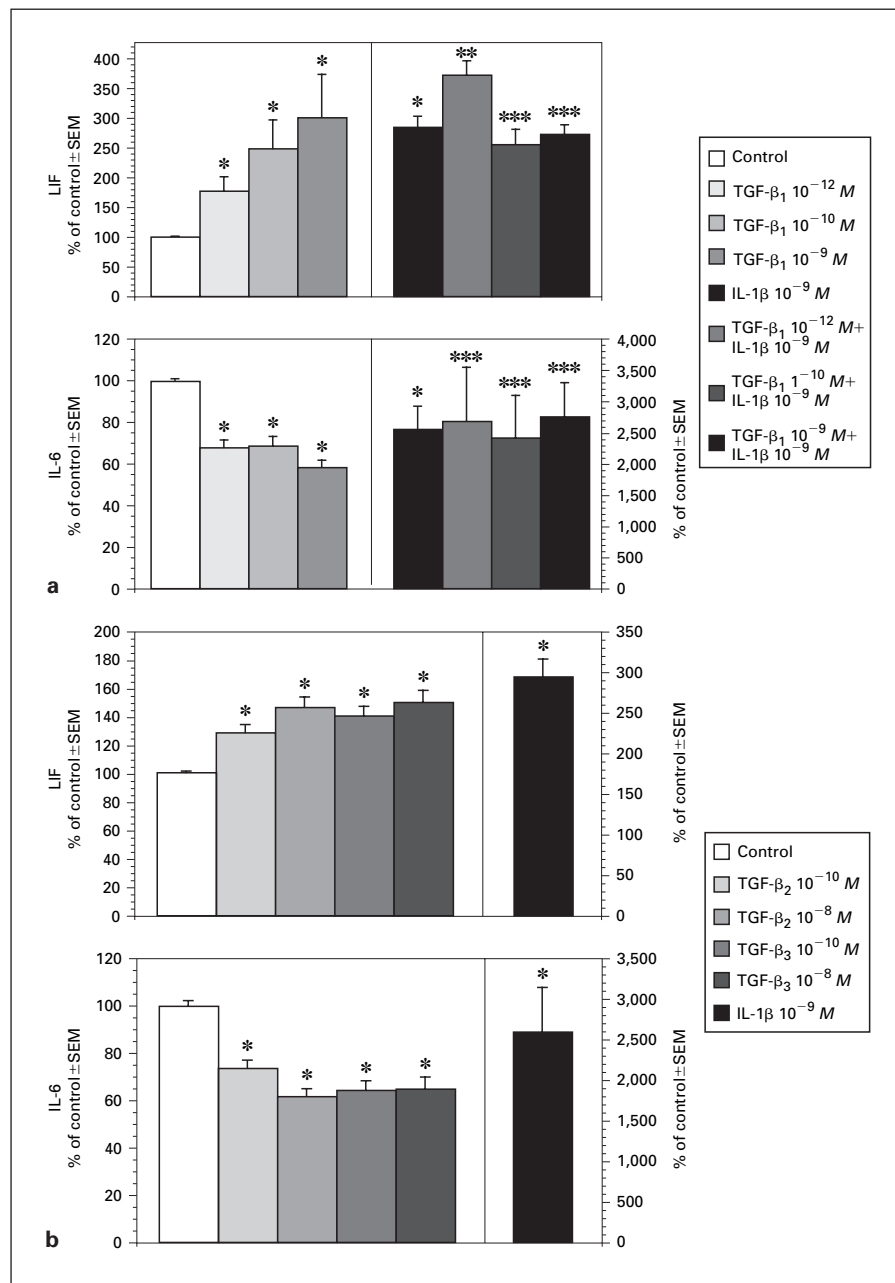 400
350
300
250
200
150
100
50
0
LIF
% of control±SEM
*
*
*
*
**
***
***
Control
TGF-β₁ 10⁻¹² M
TGF-β₁ 10⁻¹⁰ M
TGF-β₁ 10⁻⁹ M
IL-1β 10⁻⁹ M
TGF-β₁ 10⁻¹² M+
IL-1β 10⁻⁹ M
TGF-β₁ 1⁻¹⁰ M+
IL-1β 10⁻⁹ M
TGF-β₁ 10⁻⁹ M+
IL-1β 10⁻⁹ M
120
100
80
60
40
20
0
IL-6
% of control±SEM
*
*
*
*
***
***
***
4,000
3,500
3,000
2,500
2,000
1,500
1,000
500
0
% of control±SEM
a
200
180
160
140
120
100
80
60
40
20
0
LIF
% of control±SEM
*
*
*
*
*
350
300
250
200
150
100
50
0
% of control±SEM
Control
TGF-β₂ 10⁻¹⁰ M
TGF-β₂ 10⁻⁸ M
TGF-β₃ 10⁻¹⁰ M
TGF-β₃ 10⁻⁸ M
IL-1β 10⁻⁹ M
120
100
80
60
40
20
0
IL-6
% of control±SEM
*
*
*
*
*
3,500
3,000
2,500
2,000
1,500
1,000
500
0
% of control±SEM
b